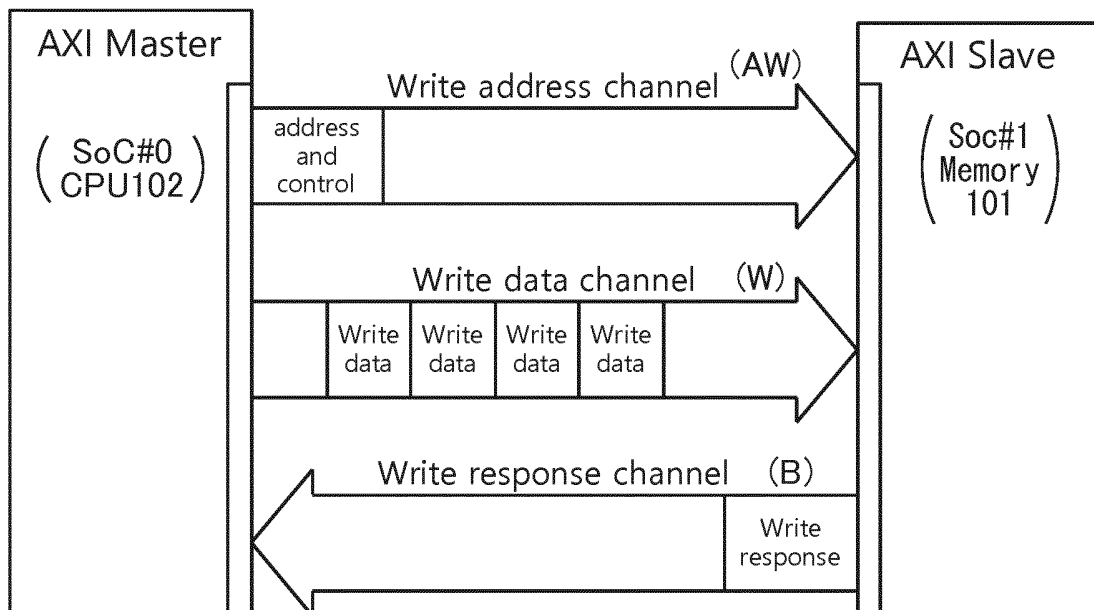 AXI Master
AXI Slave
(SoC#0
CPU102)
(Soc#1
Memory
101)
Write address channel (AW)
address
and
control
Write data channel (W)
Write Write Write Write
data data data data
Write response channel (B)
Write
response